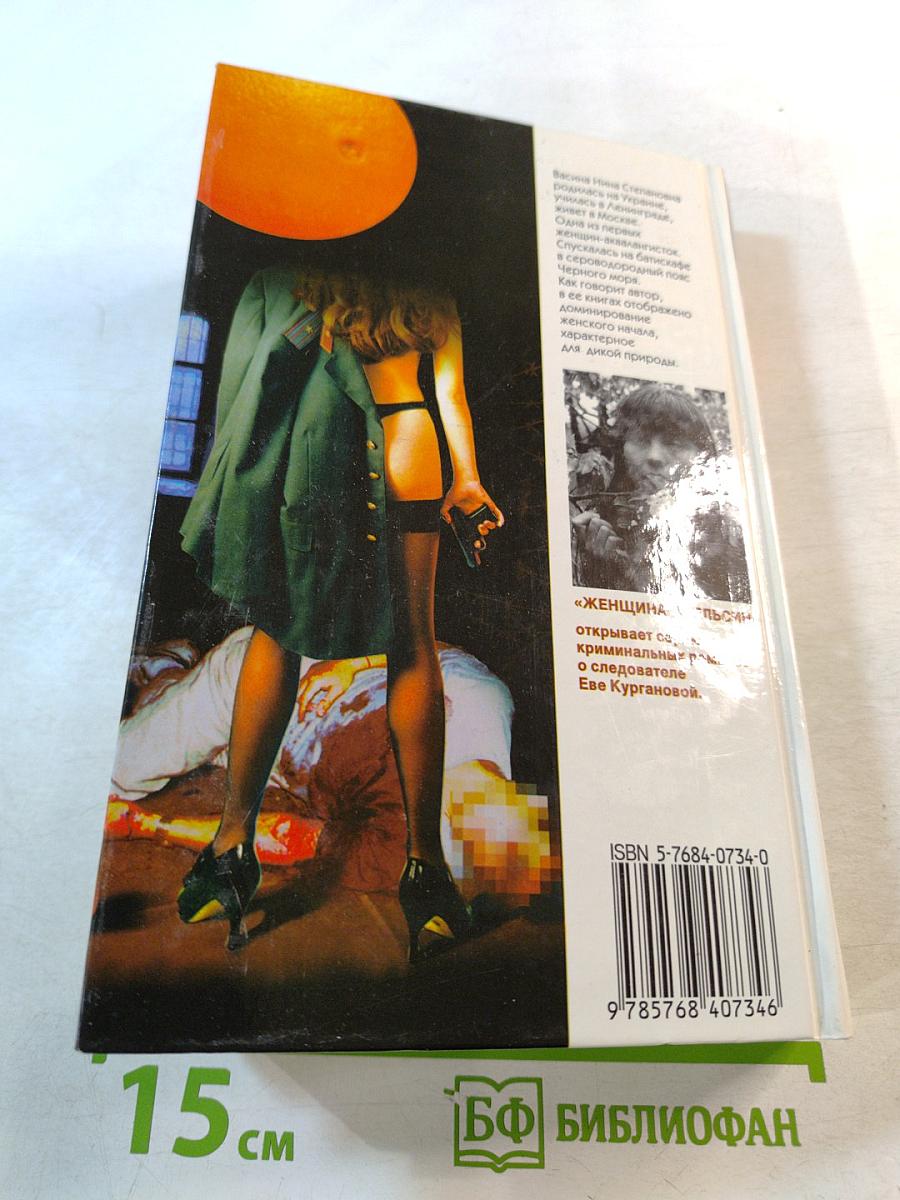 Васина Нина Степановна
родилась на Украине,
училась в Ленинграде,
живет в Москве.
Одна из первых
женщин-аквалангисток.
Спускалась на батискафе
в сероводородный пояс
Черного моря.
Как говорит автор,
в ее книгах отображено
доминирование
женского начала,
характерное
для дикой природы.
«ЖЕНЩИНА
открывает
криминальных
о следователе
Еве Кургановой.
ISBN 5-7684-0734-0
9 785768 407346
15 см
БФ БИБЛИОФАН